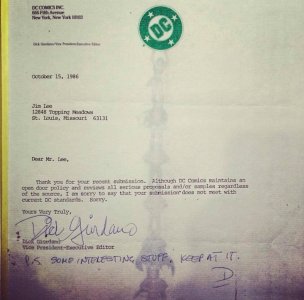 DC COMICS INC.
666 Fifth Avenue
New York, New York 10103
DC
Dick Giordano/Vice President-Executive Editor
October 15, 1986
Jim Lee
12848 Topping Meadows
St. Louis, Missouri 63131
Dear Mr. Lee,
Thank you for your recent submission. Although DC Comics maintains an
open door policy and reviews all serious proposals and/or samples regardless
of the source, I am sorry to say that your submission does not meet with
current DC standards. Sorry.
Yours Very Truly,
Dick Giordano
Dick Giordano
Vice President-Executive Editor
P.S. SOME INTERESTING STUFF. KEEP AT IT.
D.